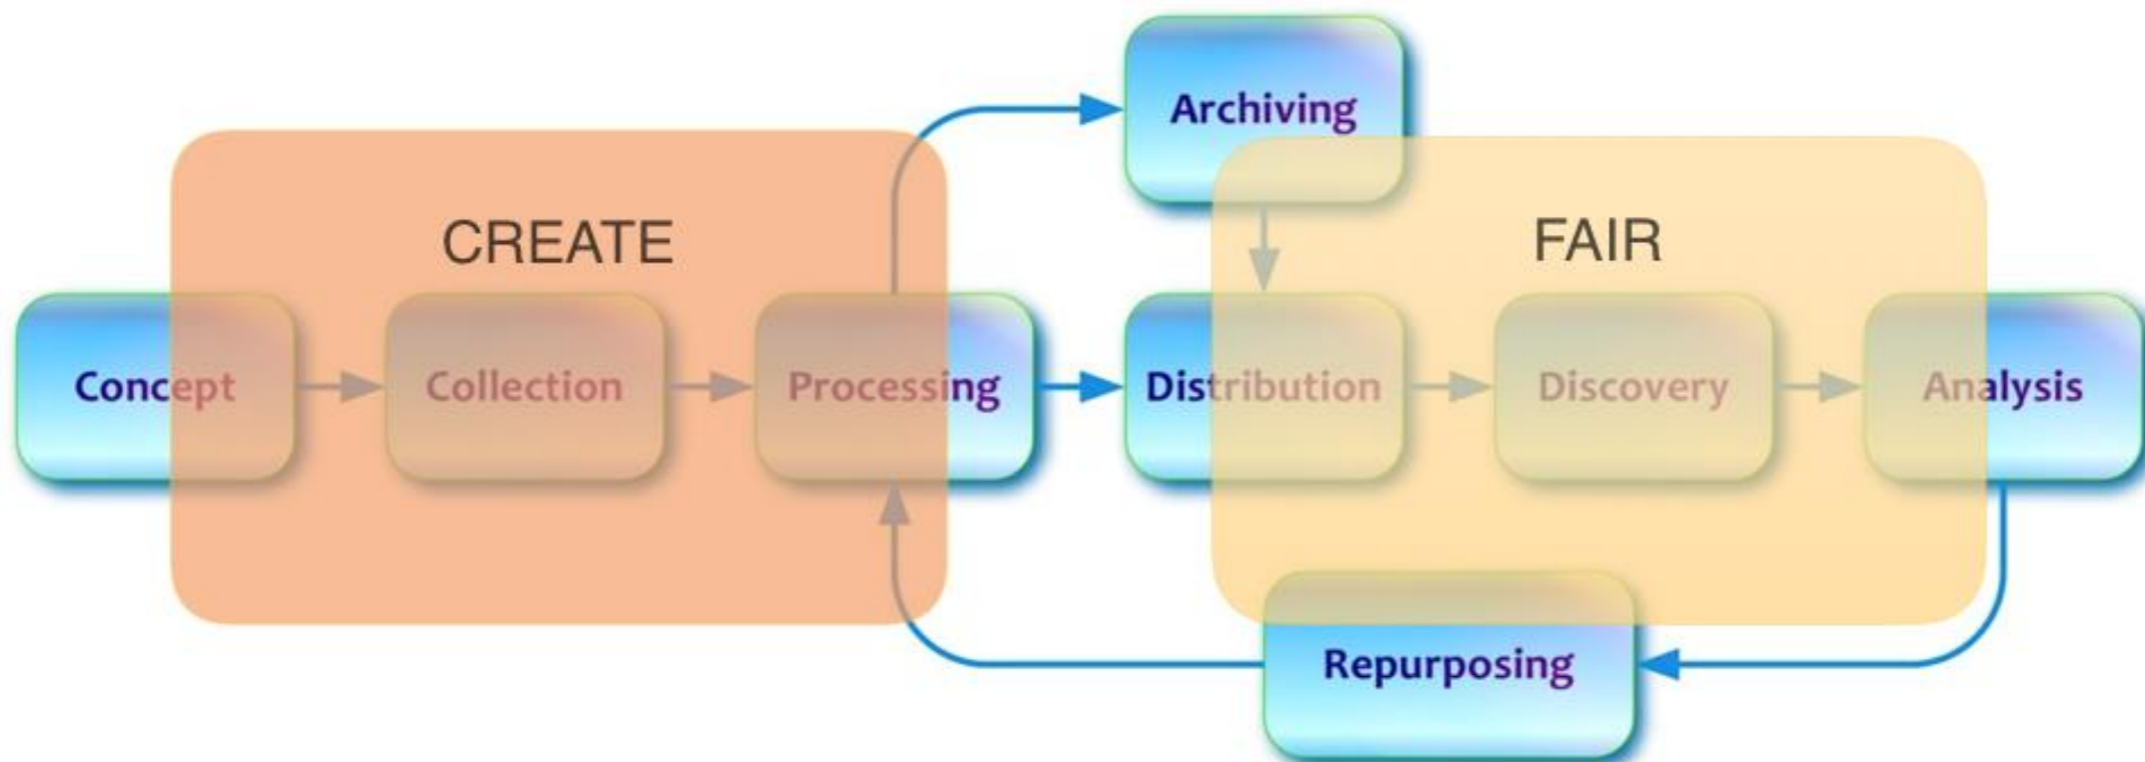 Archiving
CREATE
FAIR
Concept
Collection
Processing
Distribution
Discovery
Analysis
Repurposing